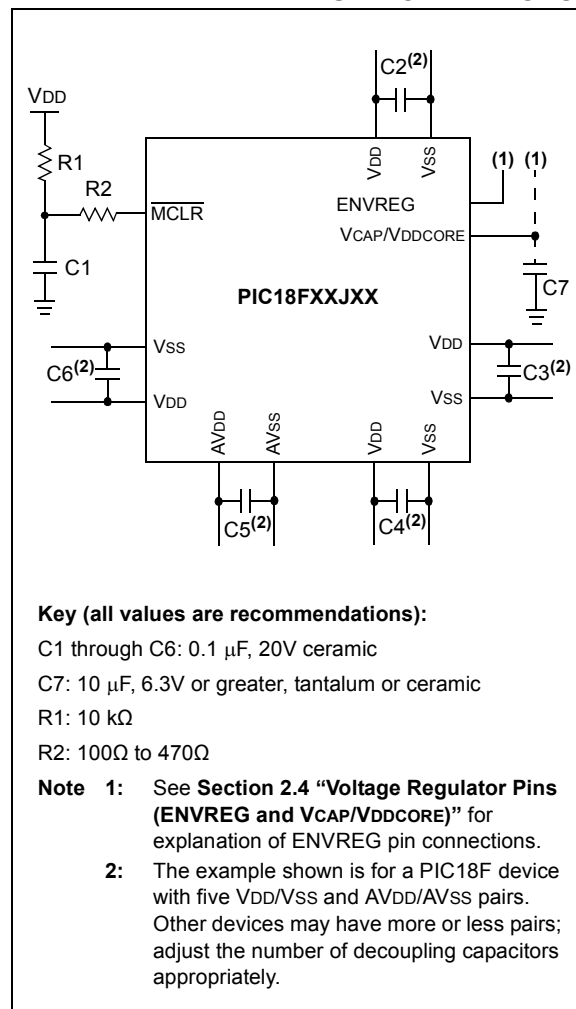 C2(2)
VDD
R1
R2
VDD
VSS
(1) (1)
MCLR
ENVREG
VCAP/VDDCORE
C1
C7
PIC18FXXJXX
VSS
VDD
C6(2)
C3(2)
VDD
VSS
AVDD
AVSS
VDD
VSS
C5(2)
C4(2)
Key (all values are recommendations):
C1 through C6: 0.1 μF, 20V ceramic
C7: 10 μF, 6.3V or greater, tantalum or ceramic
R1: 10 kΩ
R2: 100Ω to 470Ω
Note 1: See Section 2.4 “Voltage Regulator Pins
(ENVREG and VCAP/VDDCORE)” for
explanation of ENVREG pin connections.
2: The example shown is for a PIC18F device
with five VDD/VSS and AVDD/AVSS pairs.
Other devices may have more or less pairs;
adjust the number of decoupling capacitors
appropriately.